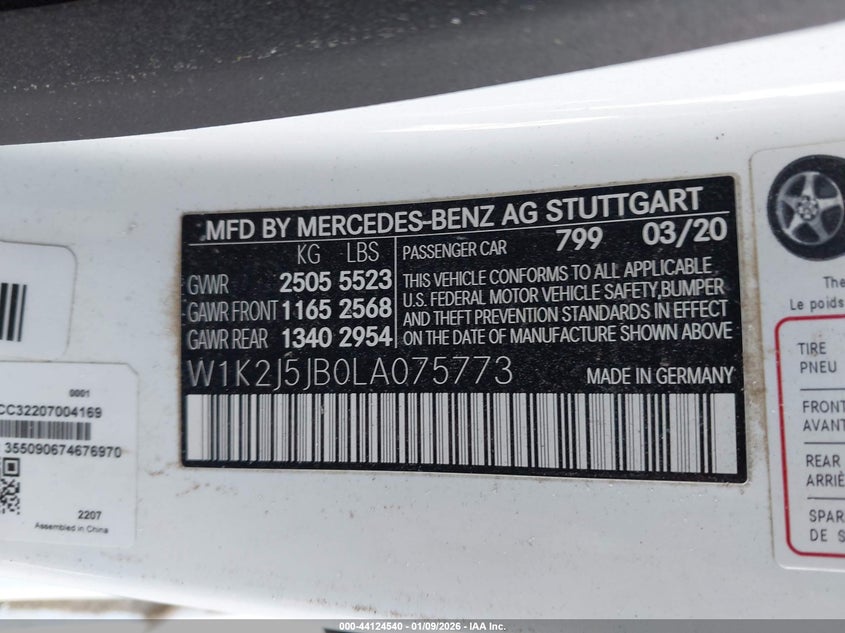 .MFD BY MERCEDES-BENZ AG STUTTGART
KG LBS
GVWR 2505 5523
GAWR FRONT 1165 2568
GAWR REAR 1340 2954
PASSENGER CAR 799 03/20
THIS VEHICLE CONFORMS TO ALL APPLICABLE
U.S. FEDERAL MOTOR VEHICLE SAFETY,BUMPER
AND THEFT PREVENTION STANDARDS IN EFFECT
ON THE DATE OF MANUFACTURE SHOWN ABOVE
W1K2J5JB0LA075773 MADE IN GERMANY
0001
CC32207004169
355090674676970
2207
Assembled in China
The
Le poids
TIRE
PNEU
FRONT
AVANT
REAR
ARRIÈ
SPAR
DE S
000-44124540 - 01/09/2026 - IAA Inc.